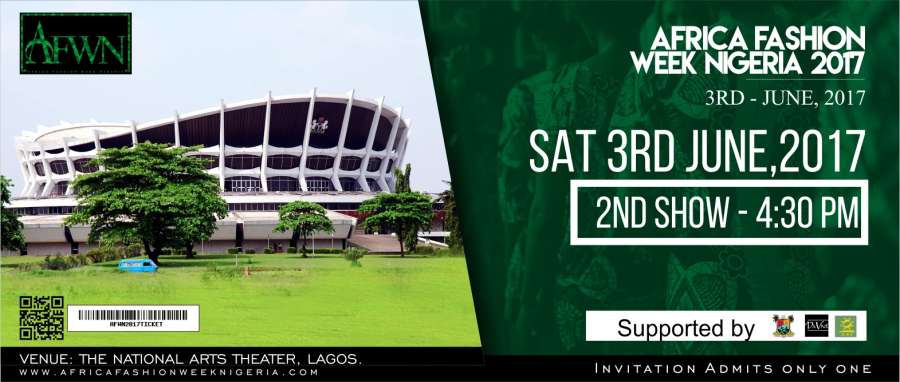 AFWN
AFRICA FASHION
WEEK NIGERIA 2017
3RD - JUNE, 2017
SAT 3RD JUNE,2017
2ND SHOW - 4:30 PM
AFWN2017TICKET
Supported by
VENUE: THE NATIONAL ARTS THEATER, LAGOS.
WWW.AFRICAFASHIONWEEKNIGERIA.COM
INVITATION ADMITS ONLY ONE